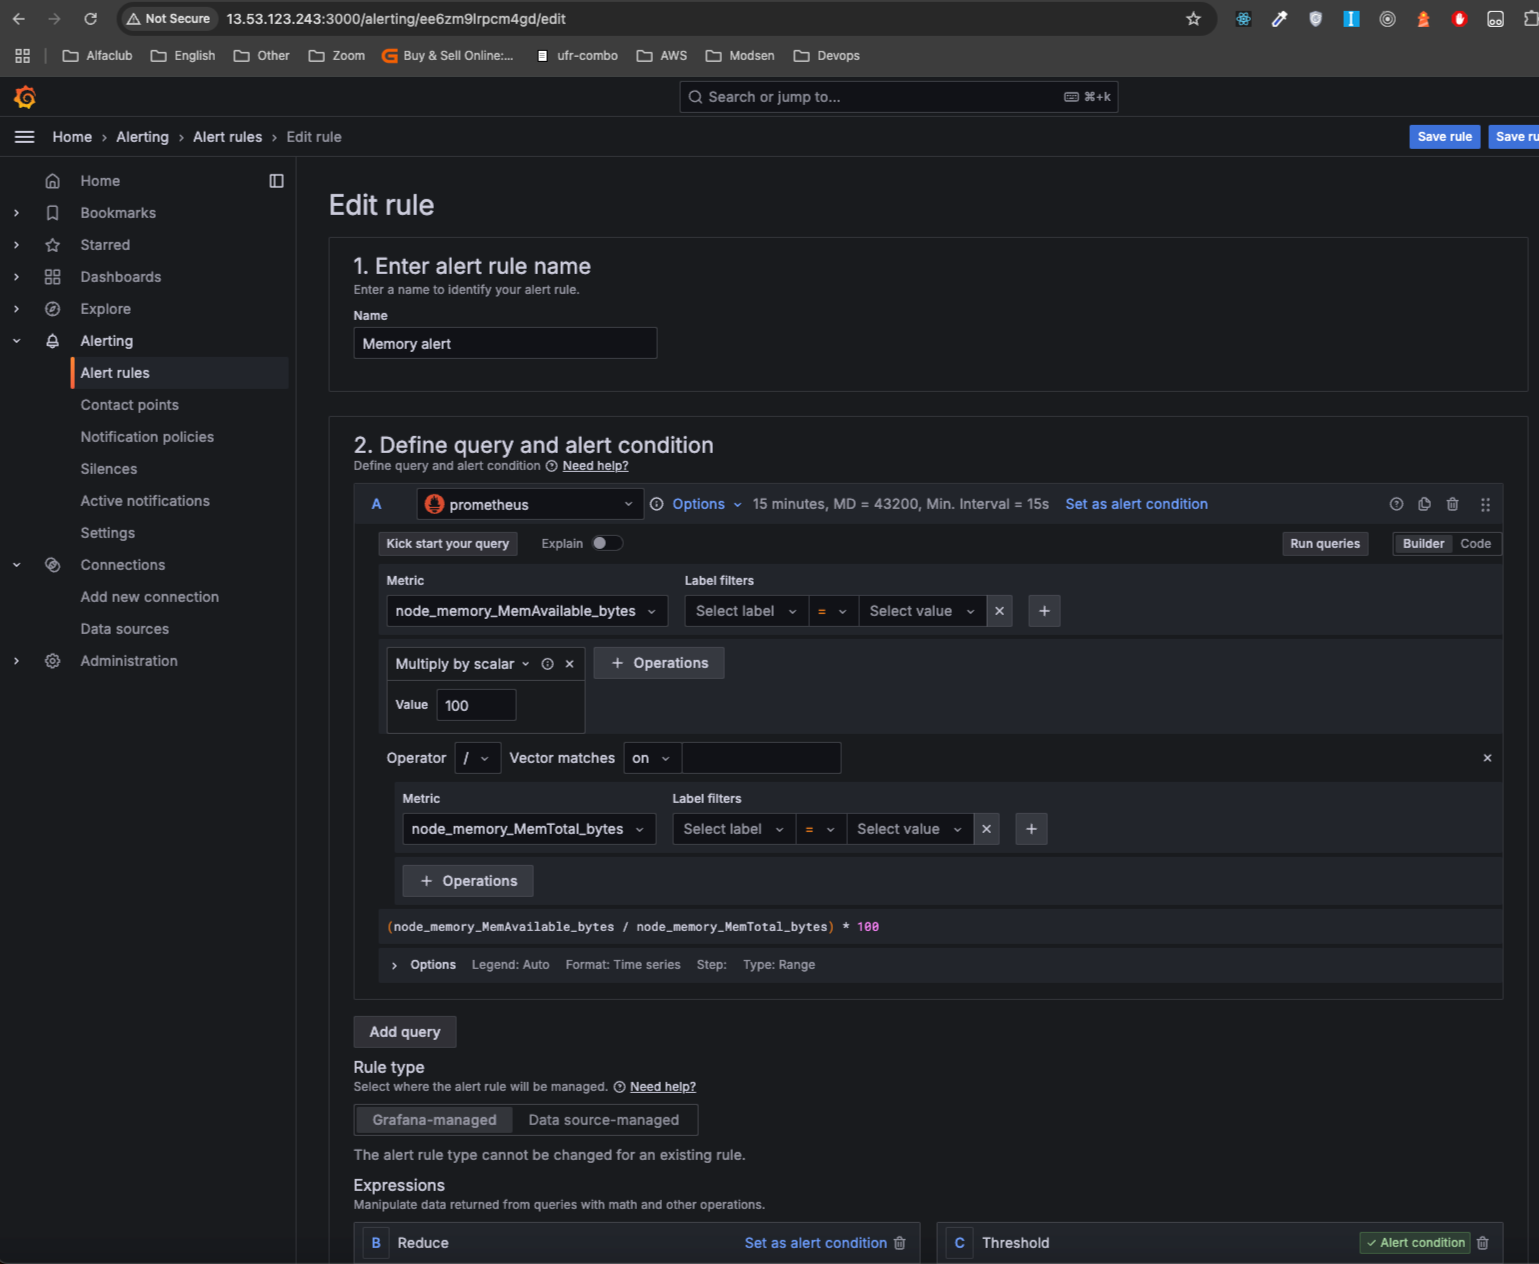 Not Secure 13.53.123.243:3000/alerting/ee6zm9lrpcm4gd/edit
Alfaclub English Other Zoom Buy & Sell Online:... ufr-combo AWS Modsen Devops
Search or jump to... ⌘+k
Home › Alerting › Alert rules › Edit rule Save rule Save ru
Home
Bookmarks
Starred
Dashboards
Explore
Alerting
Alert rules
Contact points
Notification policies
Silences
Active notifications
Settings
Connections
Add new connection
Data sources
Administration
Edit rule
1. Enter alert rule name
Enter a name to identify your alert rule.
Name
Memory alert
2. Define query and alert condition
Define query and alert condition Need help?
A prometheus Options 15 minutes, MD = 43200, Min. Interval = 15s Set as alert condition
Kick start your query Explain Run queries Builder Code
Metric Label filters
node_memory_MemAvailable_bytes Select label = Select value
Multiply by scalar + Operations
Value 100
Operator / Vector matches on
Metric Label filters
node_memory_MemTotal_bytes Select label = Select value
+ Operations
(node_memory_MemAvailable_bytes / node_memory_MemTotal_bytes) * 100
Options Legend: Auto Format: Time series Step: Type: Range
Add query
Rule type
Select where the alert rule will be managed. Need help?
Grafana-managed Data source-managed
The alert rule type cannot be changed for an existing rule.
Expressions
Manipulate data returned from queries with math and other operations.
B Reduce Set as alert condition C Threshold Alert condition